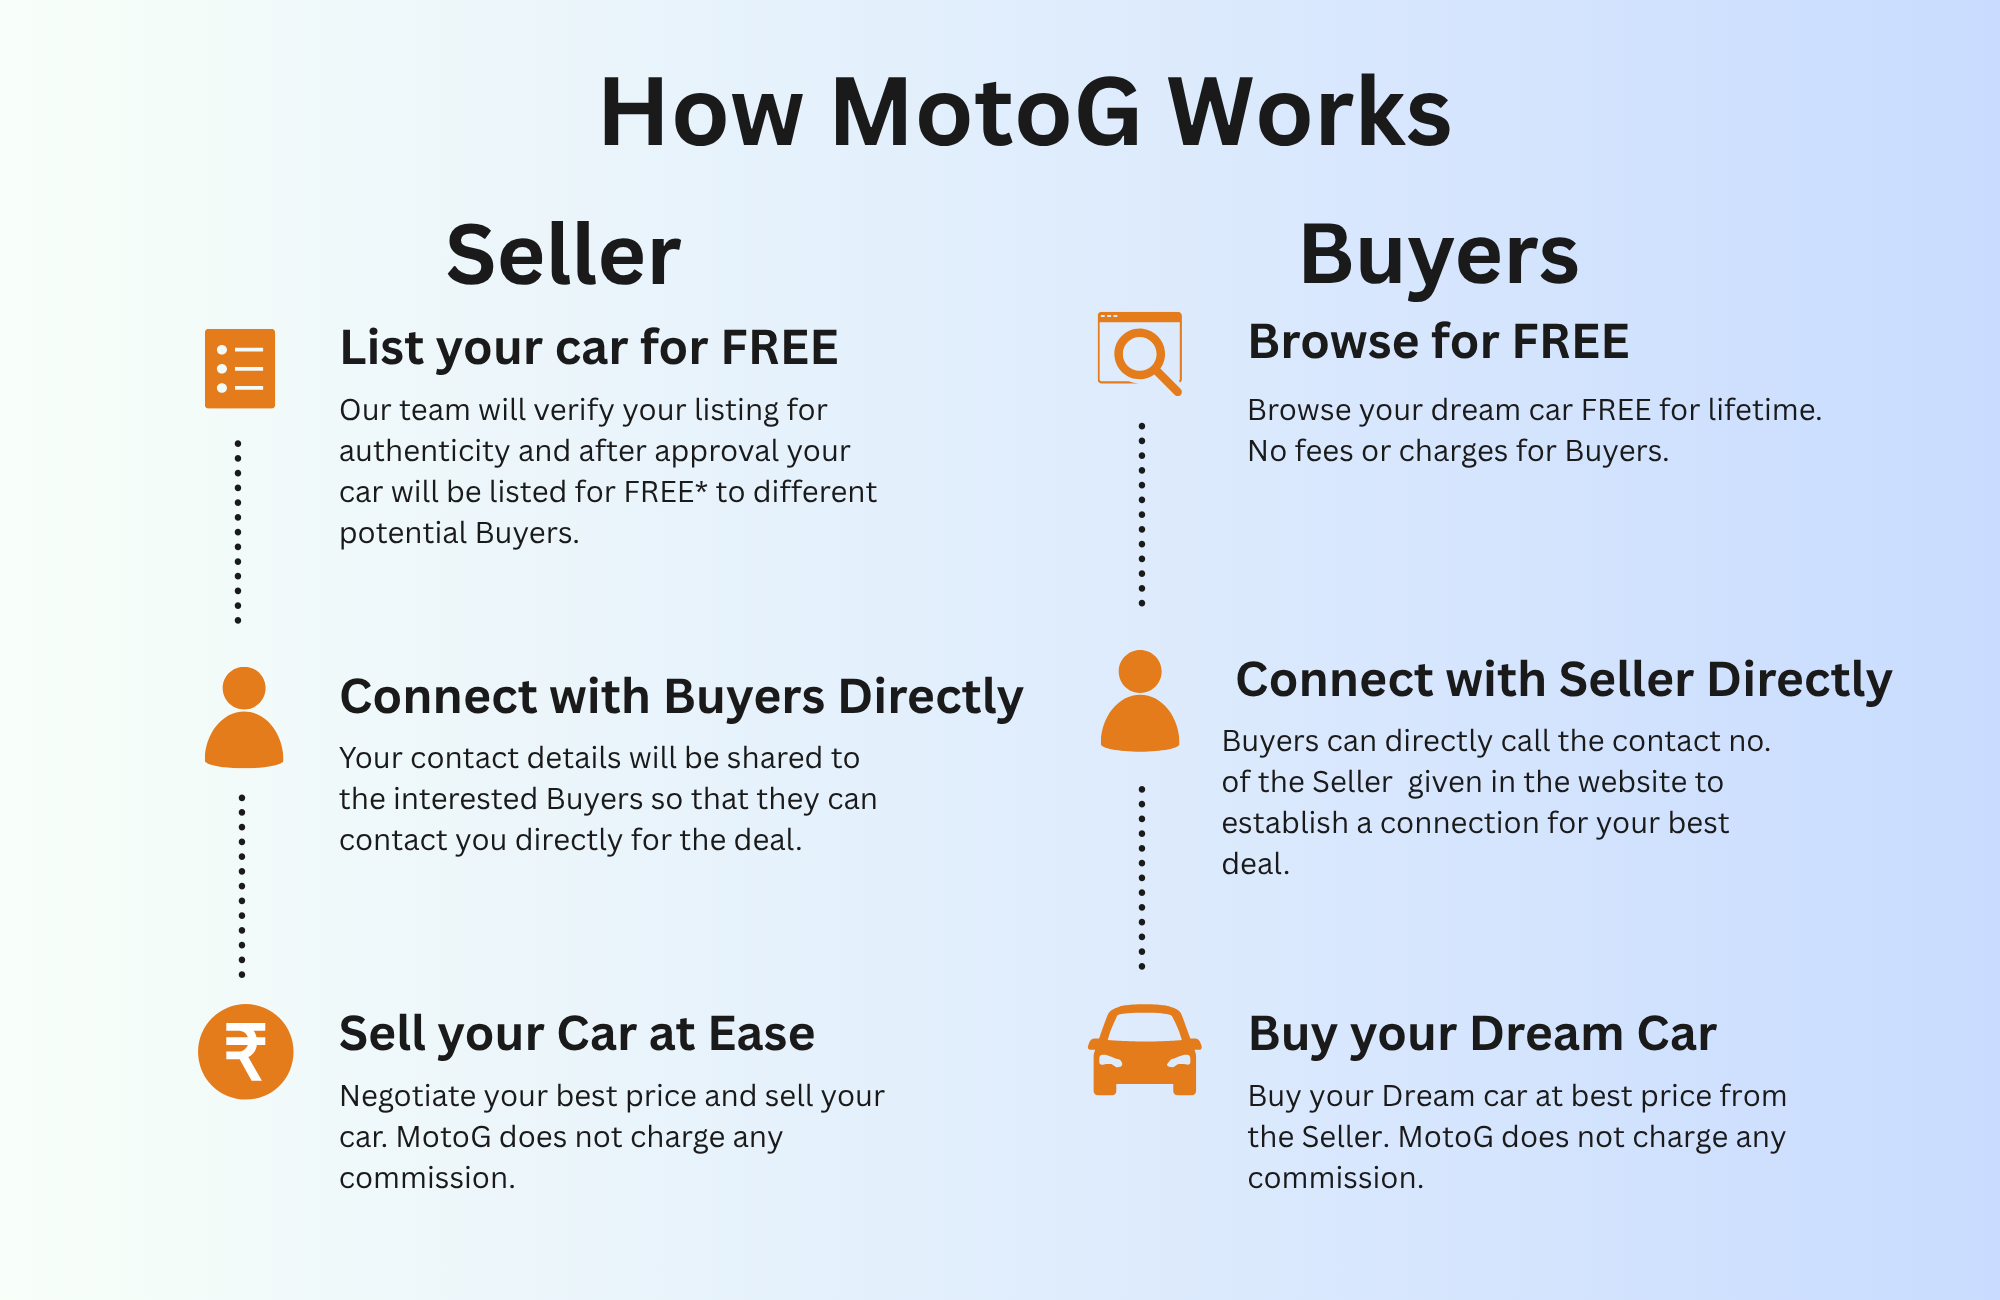 How MotoG Works
Seller
List your car for FREE
Our team will verify your listing for
authenticity and after approval your
car will be listed for FREE* to different
potential Buyers.
Connect with Buyers Directly
Your contact details will be shared to
the interested Buyers so that they can
contact you directly for the deal.
₹
Sell your Car at Ease
Negotiate your best price and sell your
car. MotoG does not charge any
commission.
Buyers
Browse for FREE
Browse your dream car FREE for lifetime.
No fees or charges for Buyers.
Connect with Seller Directly
Buyers can directly call the contact no.
of the Seller  given in the website to
establish a connection for your best
deal.
Buy your Dream Car
Buy your Dream car at best price from
the Seller. MotoG does not charge any
commission.